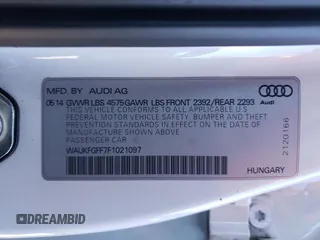 MFD. BY AUDI AG
05.14 GVWR LBS 4575 GAWR LBS FRONT 2392/REAR 2293
THIS VEHICLE CONFORMS TO ALL APPLICABLE U.S.
FEDERAL MOTOR VEHICLE SAFETY, BUMPER AND
THEFT PREVENTION STANDARDS IN EFFECT ON THE
DATE OF MANUFACTURE SHOWN ABOVE.
PASSENGER CAR
WAUKFGFF7F1021097
Audi
2120166
HUNGARY
DREAMBID